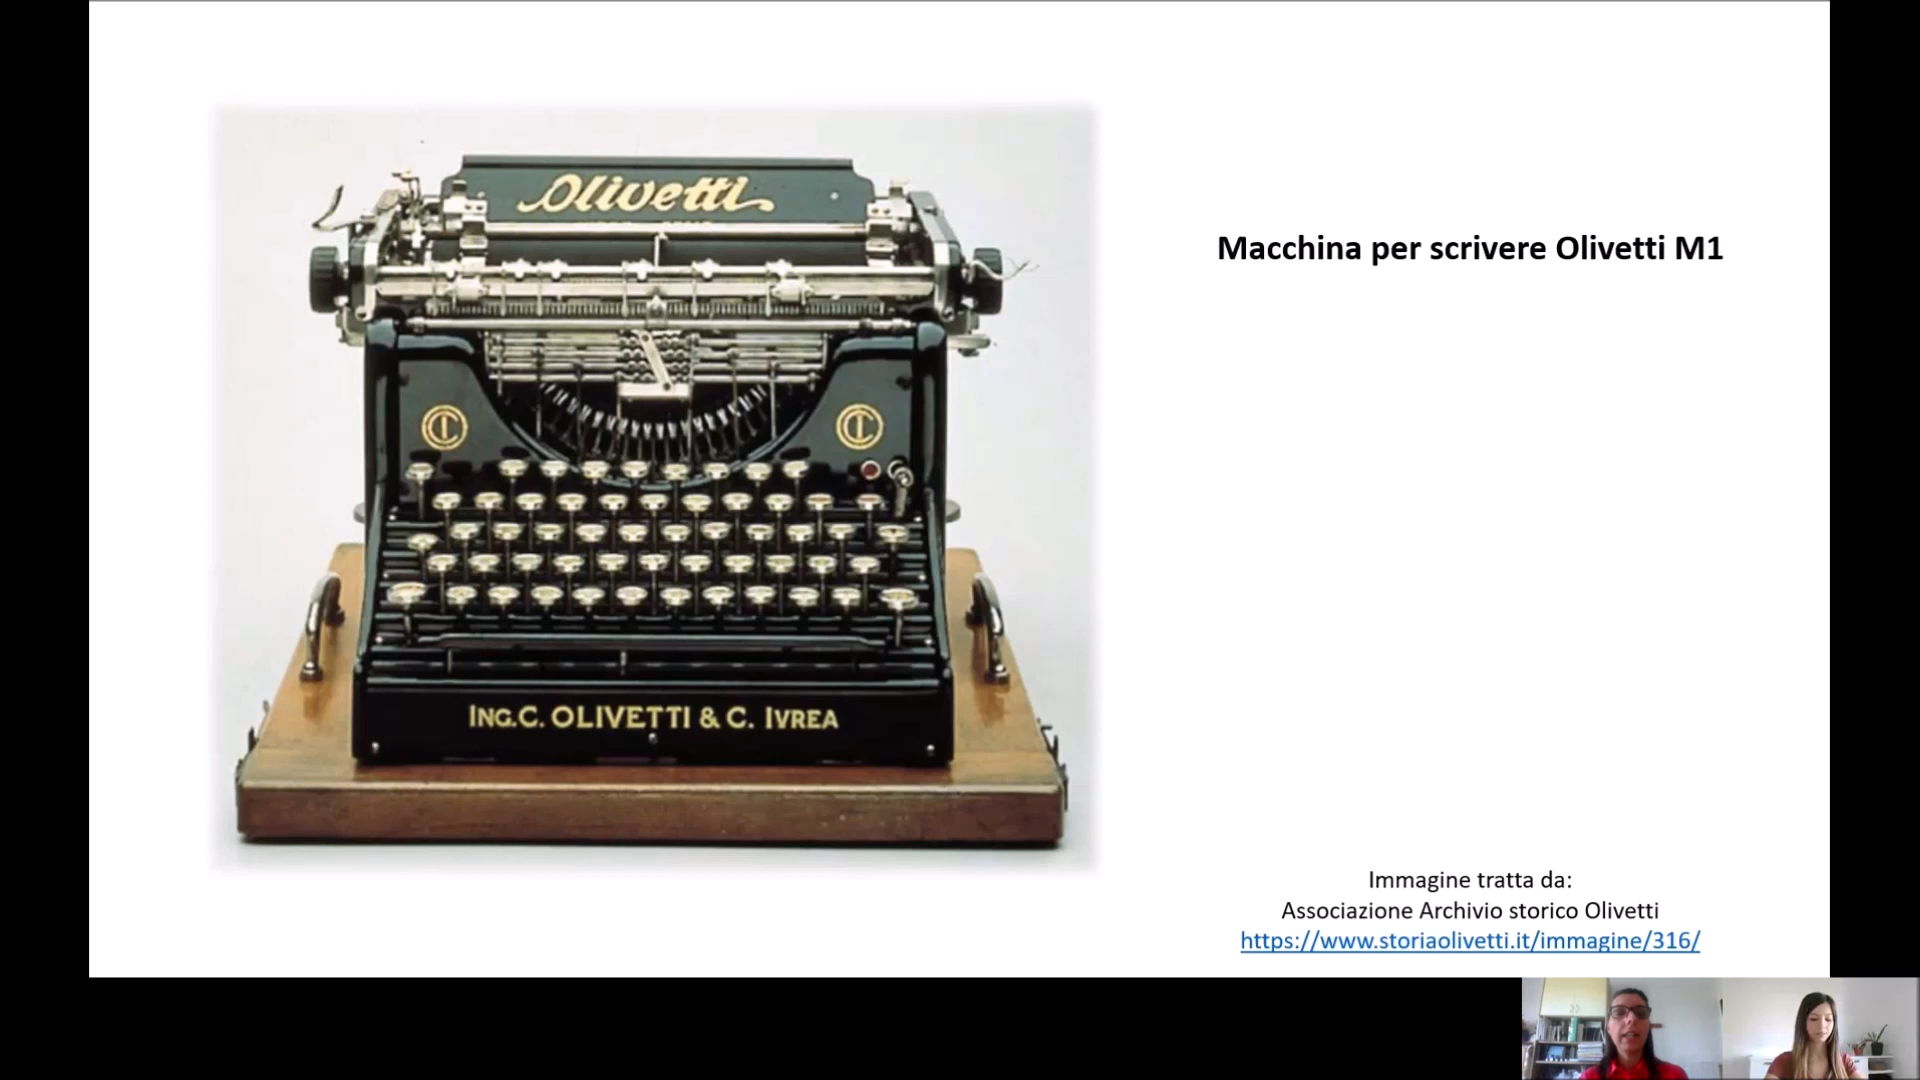 Olivetti
ING.C. OLIVETTI & C. IVREA
Macchina per scrivere Olivetti M1
Immagine tratta da:
Associazione Archivio storico Olivetti
https://www.storiaolivetti.it/immagine/316/